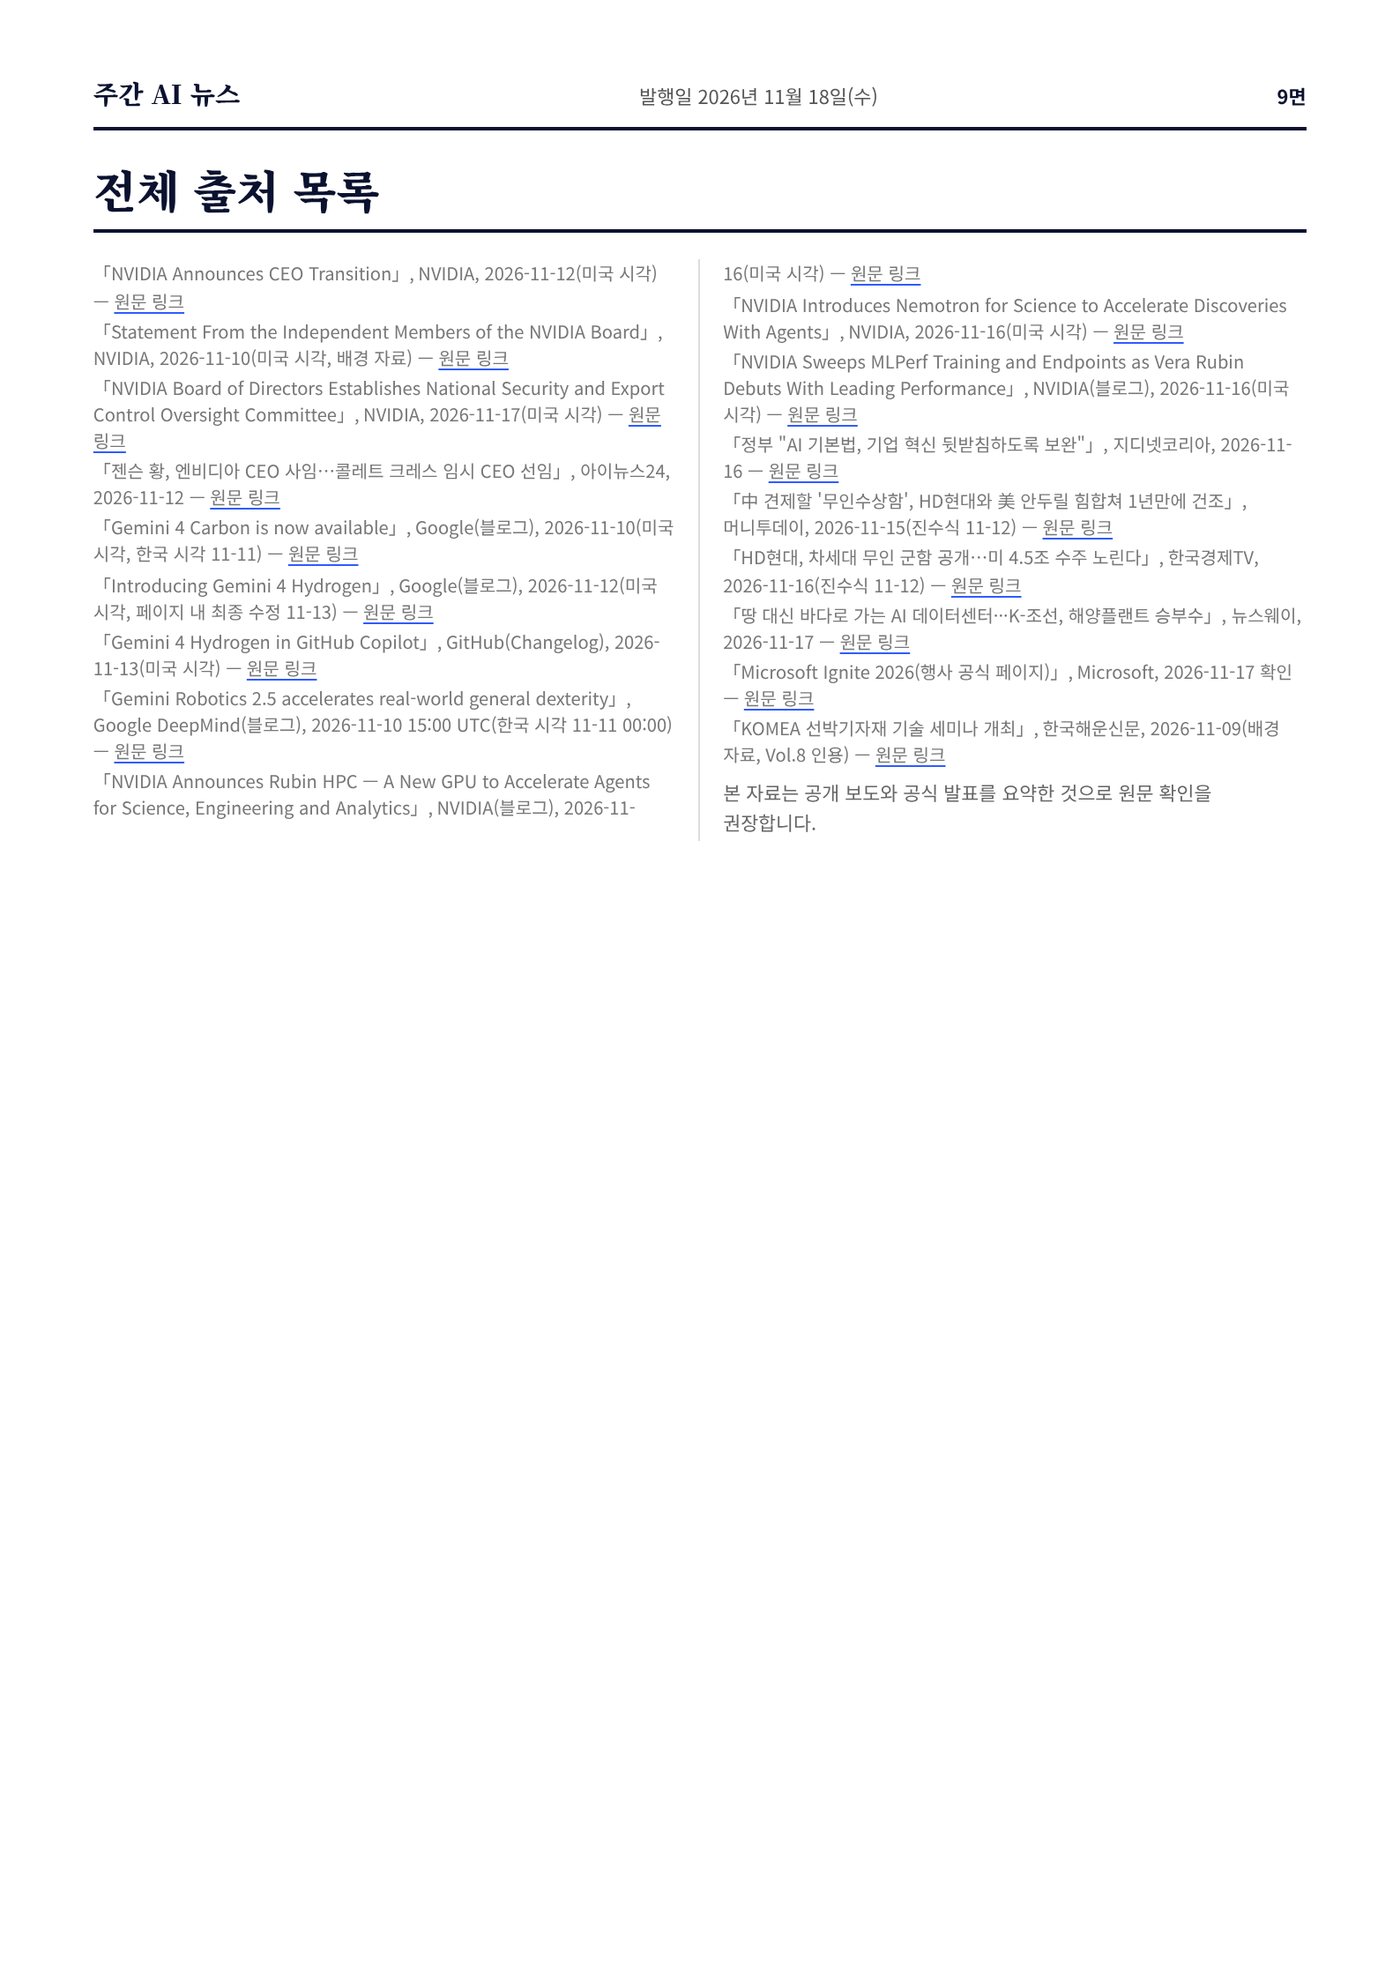 주간 AI 뉴스
발행일 2026년 11월 18일(수)
9면
전체 출처 목록
「NVIDIA Announces CEO Transition」, NVIDIA, 2026-11-12(미국 시각)
— 원문 링크
「Statement From the Independent Members of the NVIDIA Board」,
NVIDIA, 2026-11-10(미국 시각, 배경 자료) — 원문 링크
「NVIDIA Board of Directors Establishes National Security and Export
Control Oversight Committee」, NVIDIA, 2026-11-17(미국 시각) — 원문
링크
「젠슨 황, 엔비디아 CEO 사임…콜레트 크레스 임시 CEO 선임」, 아이뉴스24,
2026-11-12 — 원문 링크
「Gemini 4 Carbon is now available」, Google(블로그), 2026-11-10(미국
시각, 한국 시각 11-11) — 원문 링크
「Introducing Gemini 4 Hydrogen」, Google(블로그), 2026-11-12(미국
시각, 페이지 내 최종 수정 11-13) — 원문 링크
「Gemini 4 Hydrogen in GitHub Copilot」, GitHub(Changelog), 2026-
11-13(미국 시각) — 원문 링크
「Gemini Robotics 2.5 accelerates real-world general dexterity」,
Google DeepMind(블로그), 2026-11-10 15:00 UTC(한국 시각 11-11 00:00)
— 원문 링크
「NVIDIA Announces Rubin HPC — A New GPU to Accelerate Agents
for Science, Engineering and Analytics」, NVIDIA(블로그), 2026-11-
16(미국 시각) — 원문 링크
「NVIDIA Introduces Nemotron for Science to Accelerate Discoveries
With Agents」, NVIDIA, 2026-11-16(미국 시각) — 원문 링크
「NVIDIA Sweeps MLPerf Training and Endpoints as Vera Rubin
Debuts With Leading Performance」, NVIDIA(블로그), 2026-11-16(미국
시각) — 원문 링크
「정부 "AI 기본법, 기업 혁신 뒷받침하도록 보완"」, 지디넷코리아, 2026-11-
16 — 원문 링크
「中 견제할 '무인수상함', HD현대와 美 안두릴 힘합쳐 1년만에 건조」,
머니투데이, 2026-11-15(진수식 11-12) — 원문 링크
「HD현대, 차세대 무인 군함 공개…미 4.5조 수주 노린다」, 한국경제TV,
2026-11-16(진수식 11-12) — 원문 링크
「땅 대신 바다로 가는 AI 데이터센터…K-조선, 해양플랜트 승부수」, 뉴스웨이,
2026-11-17 — 원문 링크
「Microsoft Ignite 2026(행사 공식 페이지)」, Microsoft, 2026-11-17 확인
— 원문 링크
「KOMEA 선박기자재 기술 세미나 개최」, 한국해운신문, 2026-11-09(배경
자료, Vol.8 인용) — 원문 링크
본 자료는 공개 보도와 공식 발표를 요약한 것으로 원문 확인을
권장합니다.